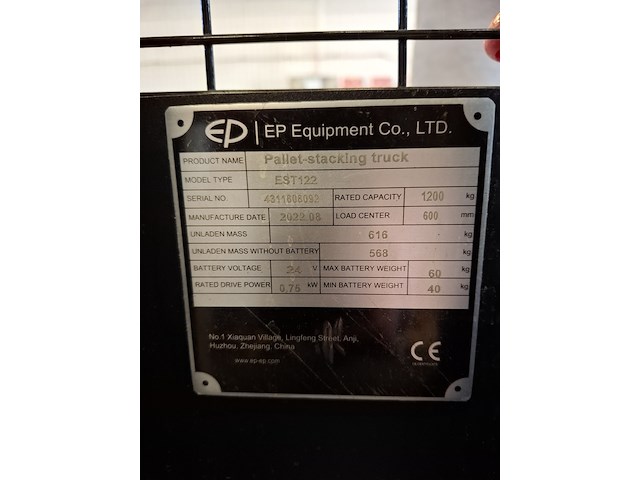 EP | EP Equipment Co., LTD.
PRODUCT NAME Pallet-stacking truck
MODEL TYPE EST122
SERIAL NO. RATED CAPACITY 1200 kg
MANUFACTURE DATE 2022.08 LOAD CENTER 600 mm
UNLADEN MASS 616 kg
UNLADEN MASS WITHOUT BATTERY 568 kg
BATTERY VOLTAGE 24 V MAX BATTERY WEIGHT 60 kg
RATED DRIVE POWER 0.75 kW MIN BATTERY WEIGHT 40 kg
No.1 Xiaquan Village, Lingfeng Street, Anji,
Huzhou, Zhejiang, China
www.ep-ep.com
CE